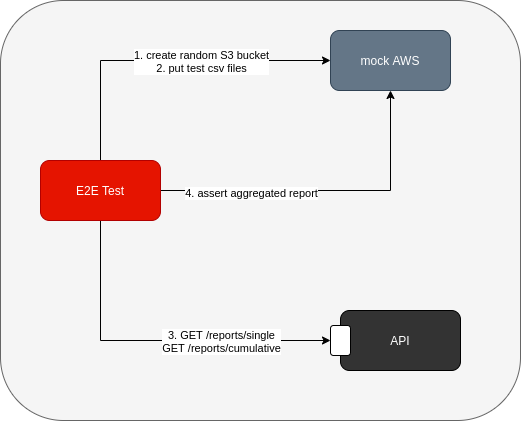 1. create random S3 bucket
2. put test csv files
mock AWS
E2E Test
4. assert aggregated report
3. GET /reports/single
GET /reports/cumulative
API